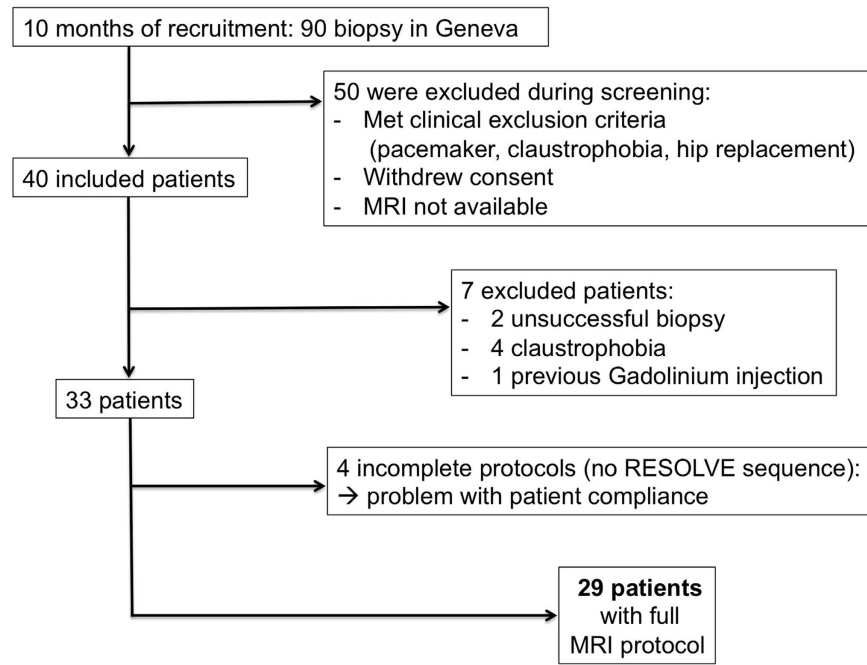 10 months of recruitment: 90 biopsy in Geneva
50 were excluded during screening:
- Met clinical exclusion criteria
(pacemaker, claustrophobia, hip replacement)
- Withdrew consent
- MRI not available
40 included patients
7 excluded patients:
- 2 unsuccessful biopsy
- 4 claustrophobia
- 1 previous Gadolinium injection
33 patients
4 incomplete protocols (no RESOLVE sequence):
→ problem with patient compliance
29 patients
with full
MRI protocol